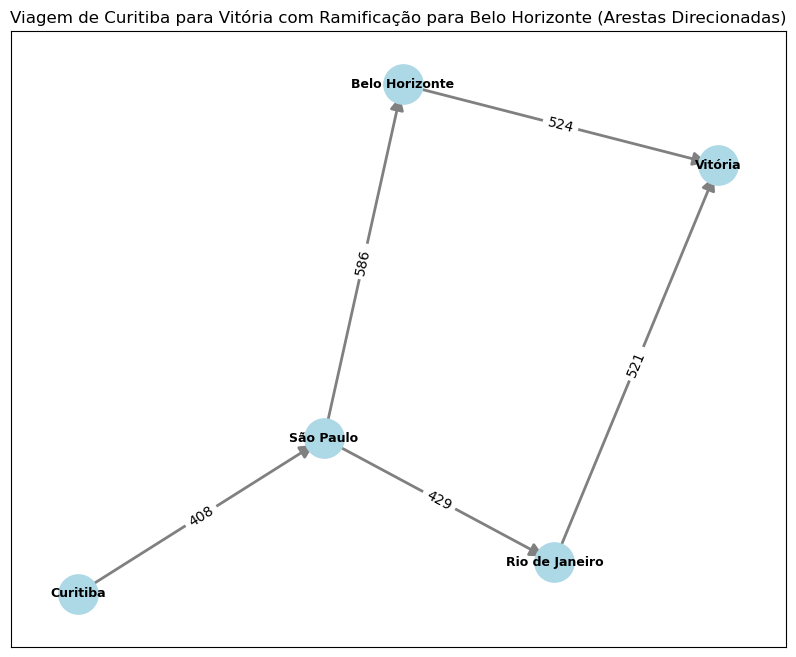 Viagem de Curitiba para Vitória com Ramificação para Belo Horizonte (Arestas Direcionadas)
Belo Horizonte
524
Vitória
586
521
São Paulo
429
408
Rio de Janeiro
Curitiba